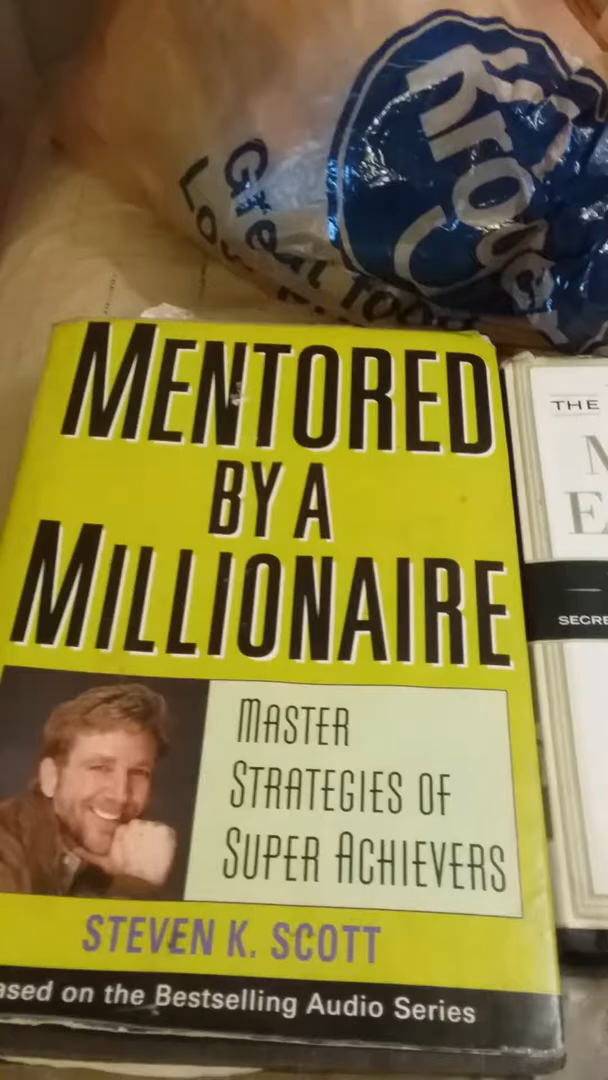 Kroger
Great food.
Low
MENTORED
BY A
MILLIONAIRE
MASTER
STRATEGIES OF
SUPER ACHIEVERS
STEVEN K. SCOTT
ased on the Bestselling Audio Series
THE
M
E
SECRE